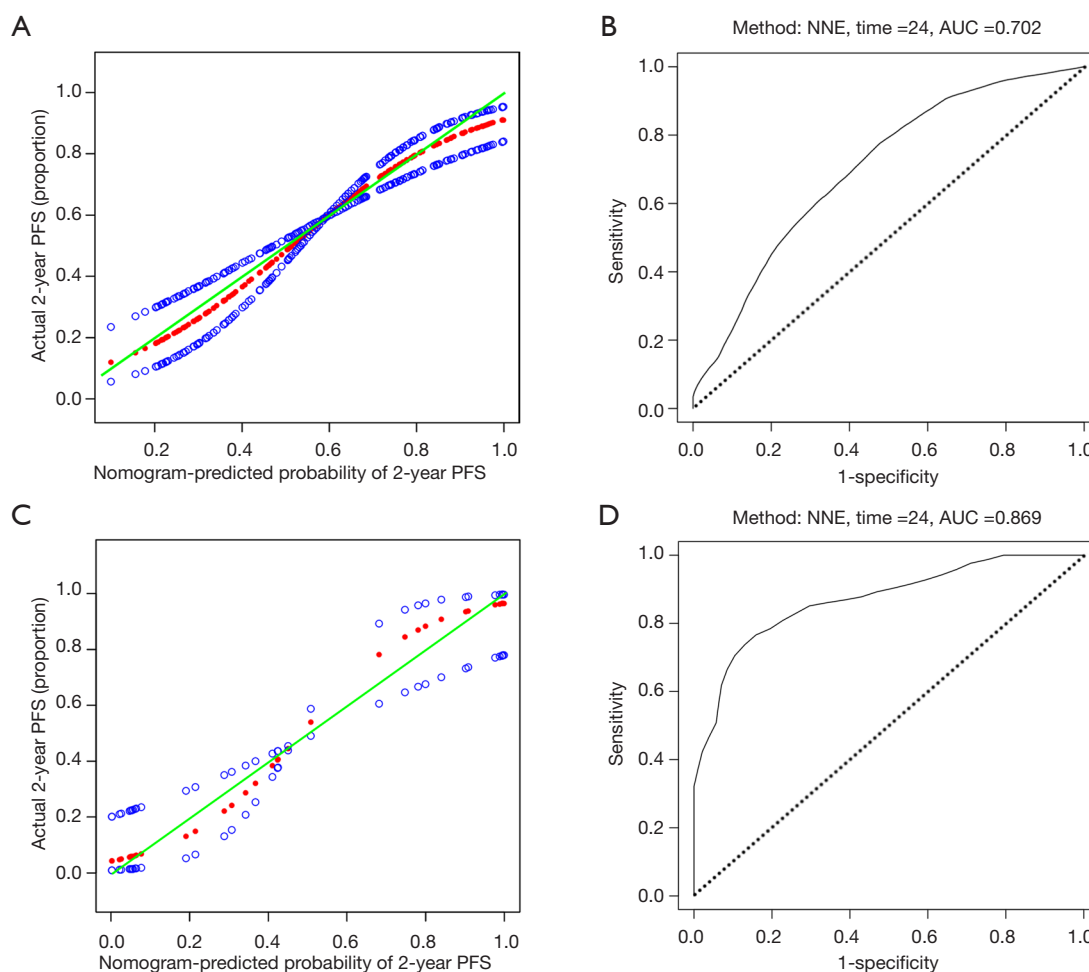 A
Actual 2-year PFS (proportion)
1.0
0.8
0.6
0.4
0.2
0.0
0.2 0.4 0.6 0.8 1.0
Nomogram-predicted probability of 2-year PFS
B
Method: NNE, time =24, AUC =0.702
Sensitivity
1.0
0.8
0.6
0.4
0.2
0.0
0.0 0.2 0.4 0.6 0.8 1.0
1-specificity
C
Actual 2-year PFS (proportion)
1.0
0.8
0.6
0.4
0.2
0.0
0.0 0.2 0.4 0.6 0.8 1.0
Nomogram-predicted probability of 2-year PFS
D
Method: NNE, time =24, AUC =0.869
Sensitivity
1.0
0.8
0.6
0.4
0.2
0.0
0.0 0.2 0.4 0.6 0.8 1.0
1-specificity